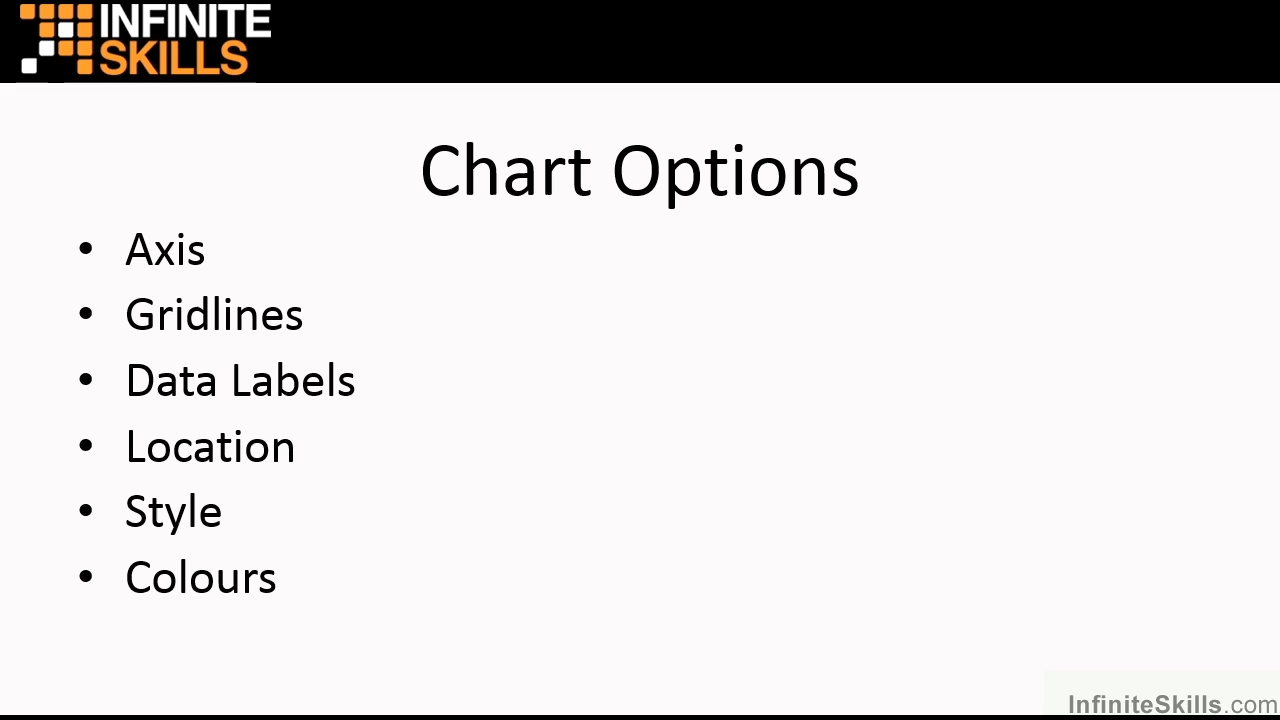 INFINITE
SKILLS
Chart Options
• Axis
• Gridlines
• Data Labels
• Location
• Style
• Colours
InfiniteSkills.com